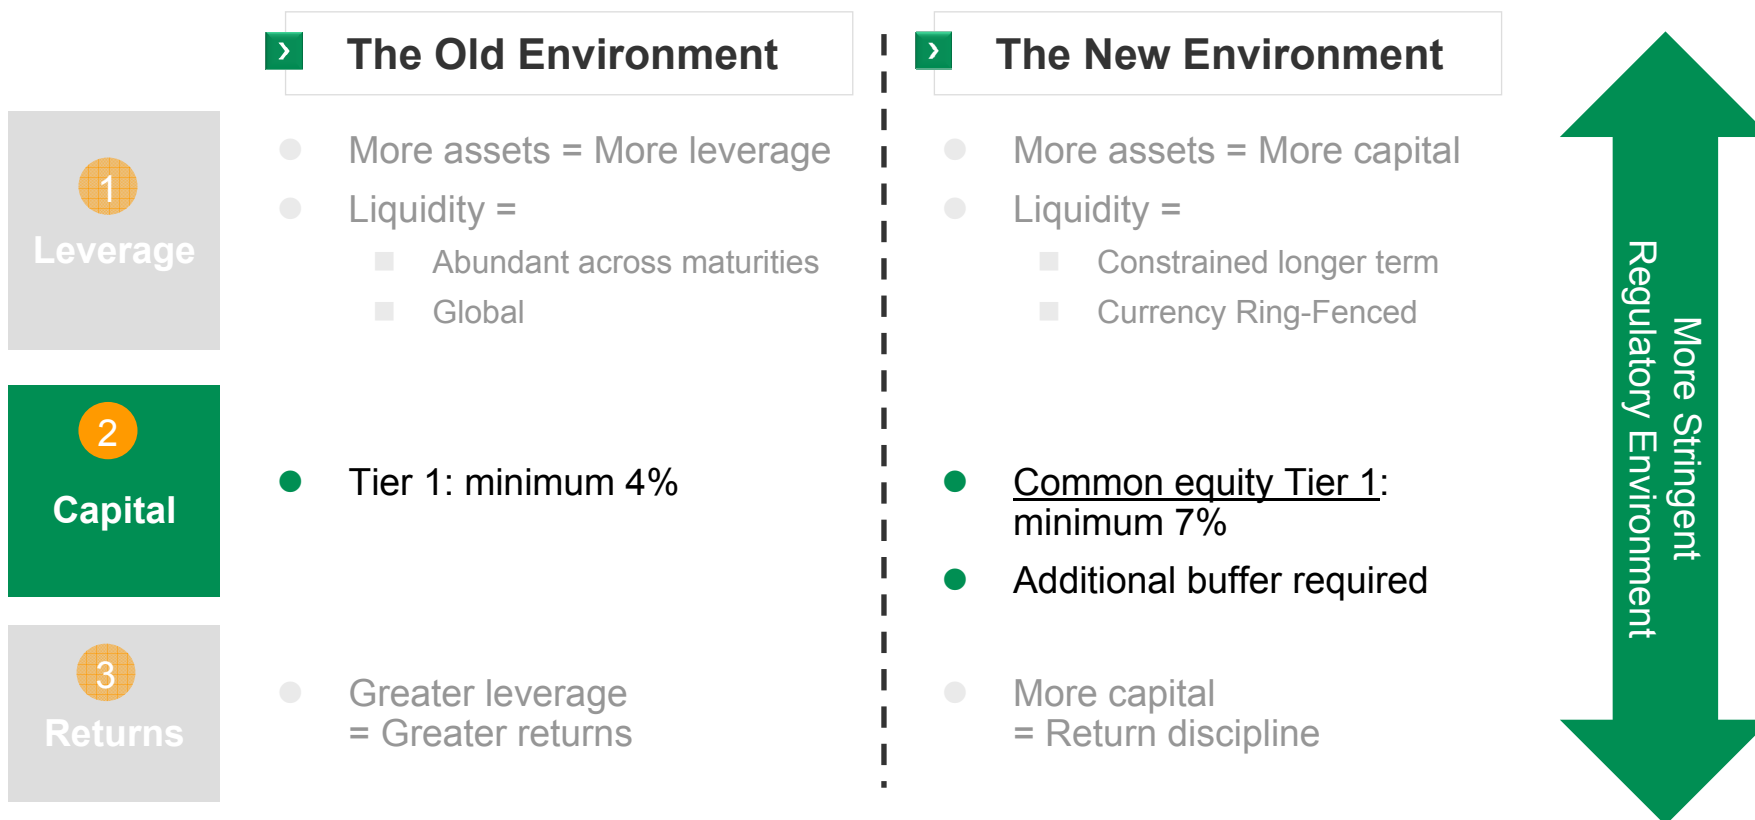 The Old Environment
The New Environment
1
Leverage
More assets = More leverage
Liquidity =
Abundant across maturities
Global
More assets = More capital
Liquidity =
Constrained longer term
Currency Ring-Fenced
2
Capital
Tier 1: minimum 4%
Common equity Tier 1:
minimum 7%
Additional buffer required
3
Returns
Greater leverage
= Greater returns
More capital
= Return discipline
More Stringent
Regulatory Environment